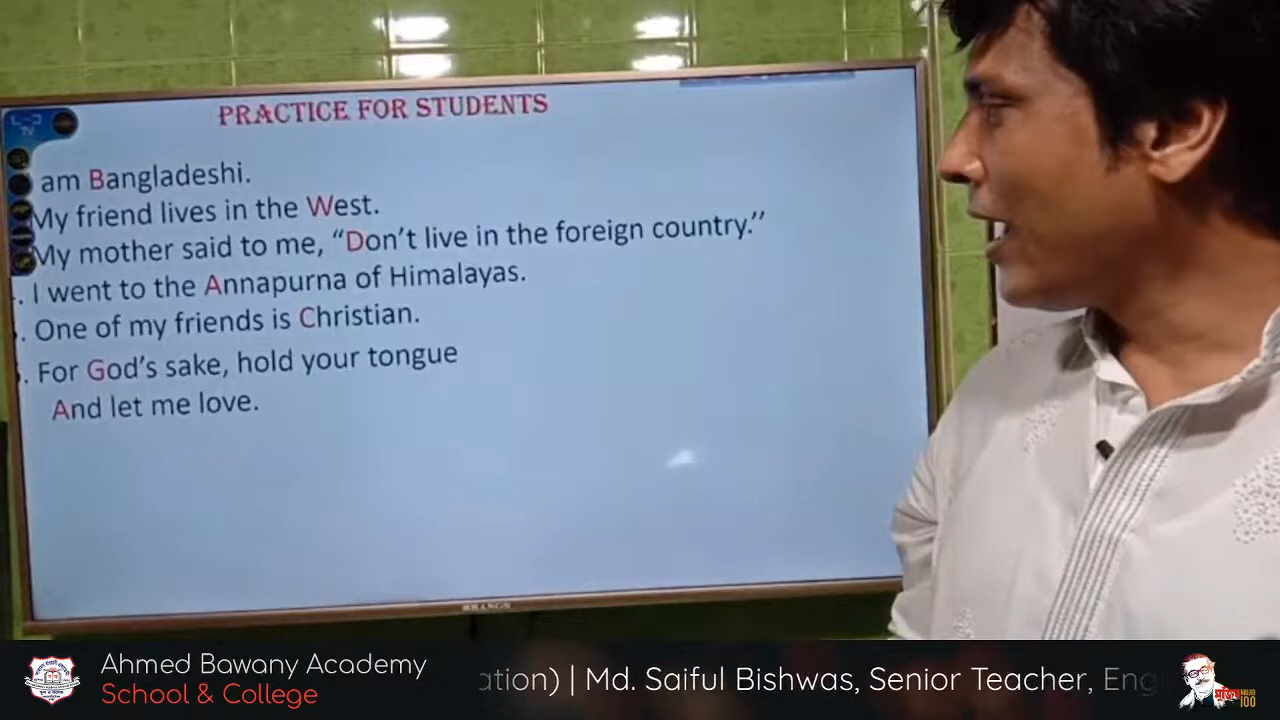 PRACTICE FOR STUDENTS
am Bangladeshi.
My friend lives in the West.
My mother said to me, “Don’t live in the foreign country.”
. I went to the Annapurna of Himalayas.
. One of my friends is Christian.
. For God’s sake, hold your tongue
And let me love.
Ahmed Bawany Academy
School & College
ation) | Md. Saiful Bishwas, Senior Teacher, Eng
মুজিব
100